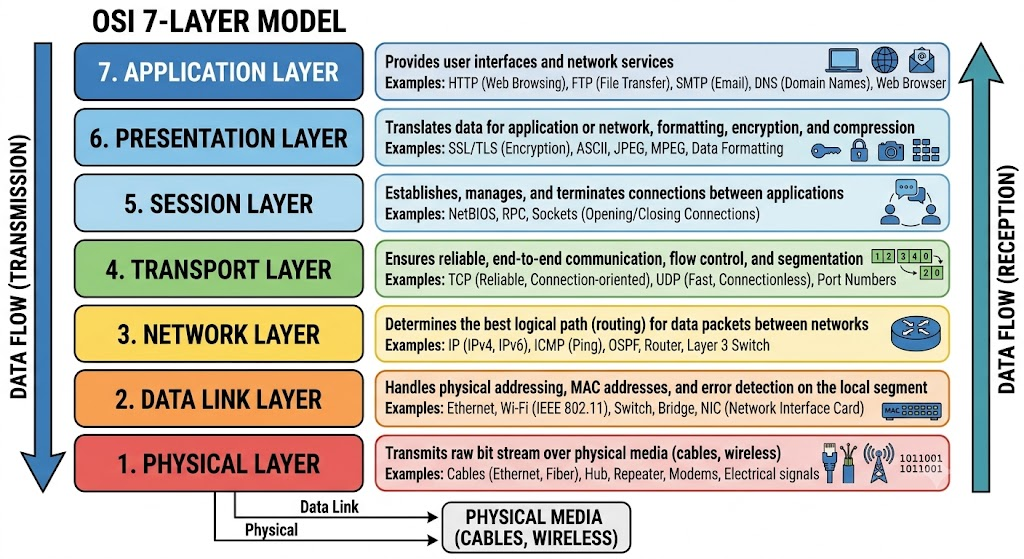 OSI 7-LAYER MODEL
DATA FLOW (TRANSMISSION)
7. APPLICATION LAYER
Provides user interfaces and network services
Examples: HTTP (Web Browsing), FTP (File Transfer), SMTP (Email), DNS (Domain Names), Web Browser
6. PRESENTATION LAYER
Translates data for application or network, formatting, encryption, and compression
Examples: SSL/TLS (Encryption), ASCII, JPEG, MPEG, Data Formatting
5. SESSION LAYER
Establishes, manages, and terminates connections between applications
Examples: NetBIOS, RPC, Sockets (Opening/Closing Connections)
4. TRANSPORT LAYER
Ensures reliable, end-to-end communication, flow control, and segmentation
1 2 3 4 0
2 0
Examples: TCP (Reliable, Connection-oriented), UDP (Fast, Connectionless), Port Numbers
3. NETWORK LAYER
Determines the best logical path (routing) for data packets between networks
Examples: IP (IPv4, IPv6), ICMP (Ping), OSPF, Router, Layer 3 Switch
2. DATA LINK LAYER
Handles physical addressing, MAC addresses, and error detection on the local segment
Examples: Ethernet, Wi-Fi (IEEE 802.11), Switch, Bridge, NIC (Network Interface Card)
MAC
1. PHYSICAL LAYER
Transmits raw bit stream over physical media (cables, wireless)
Examples: Cables (Ethernet, Fiber), Hub, Repeater, Modems, Electrical signals
1011001
1011001
DATA FLOW (RECEPTION)
Data Link
Physical
PHYSICAL MEDIA
(CABLES, WIRELESS)